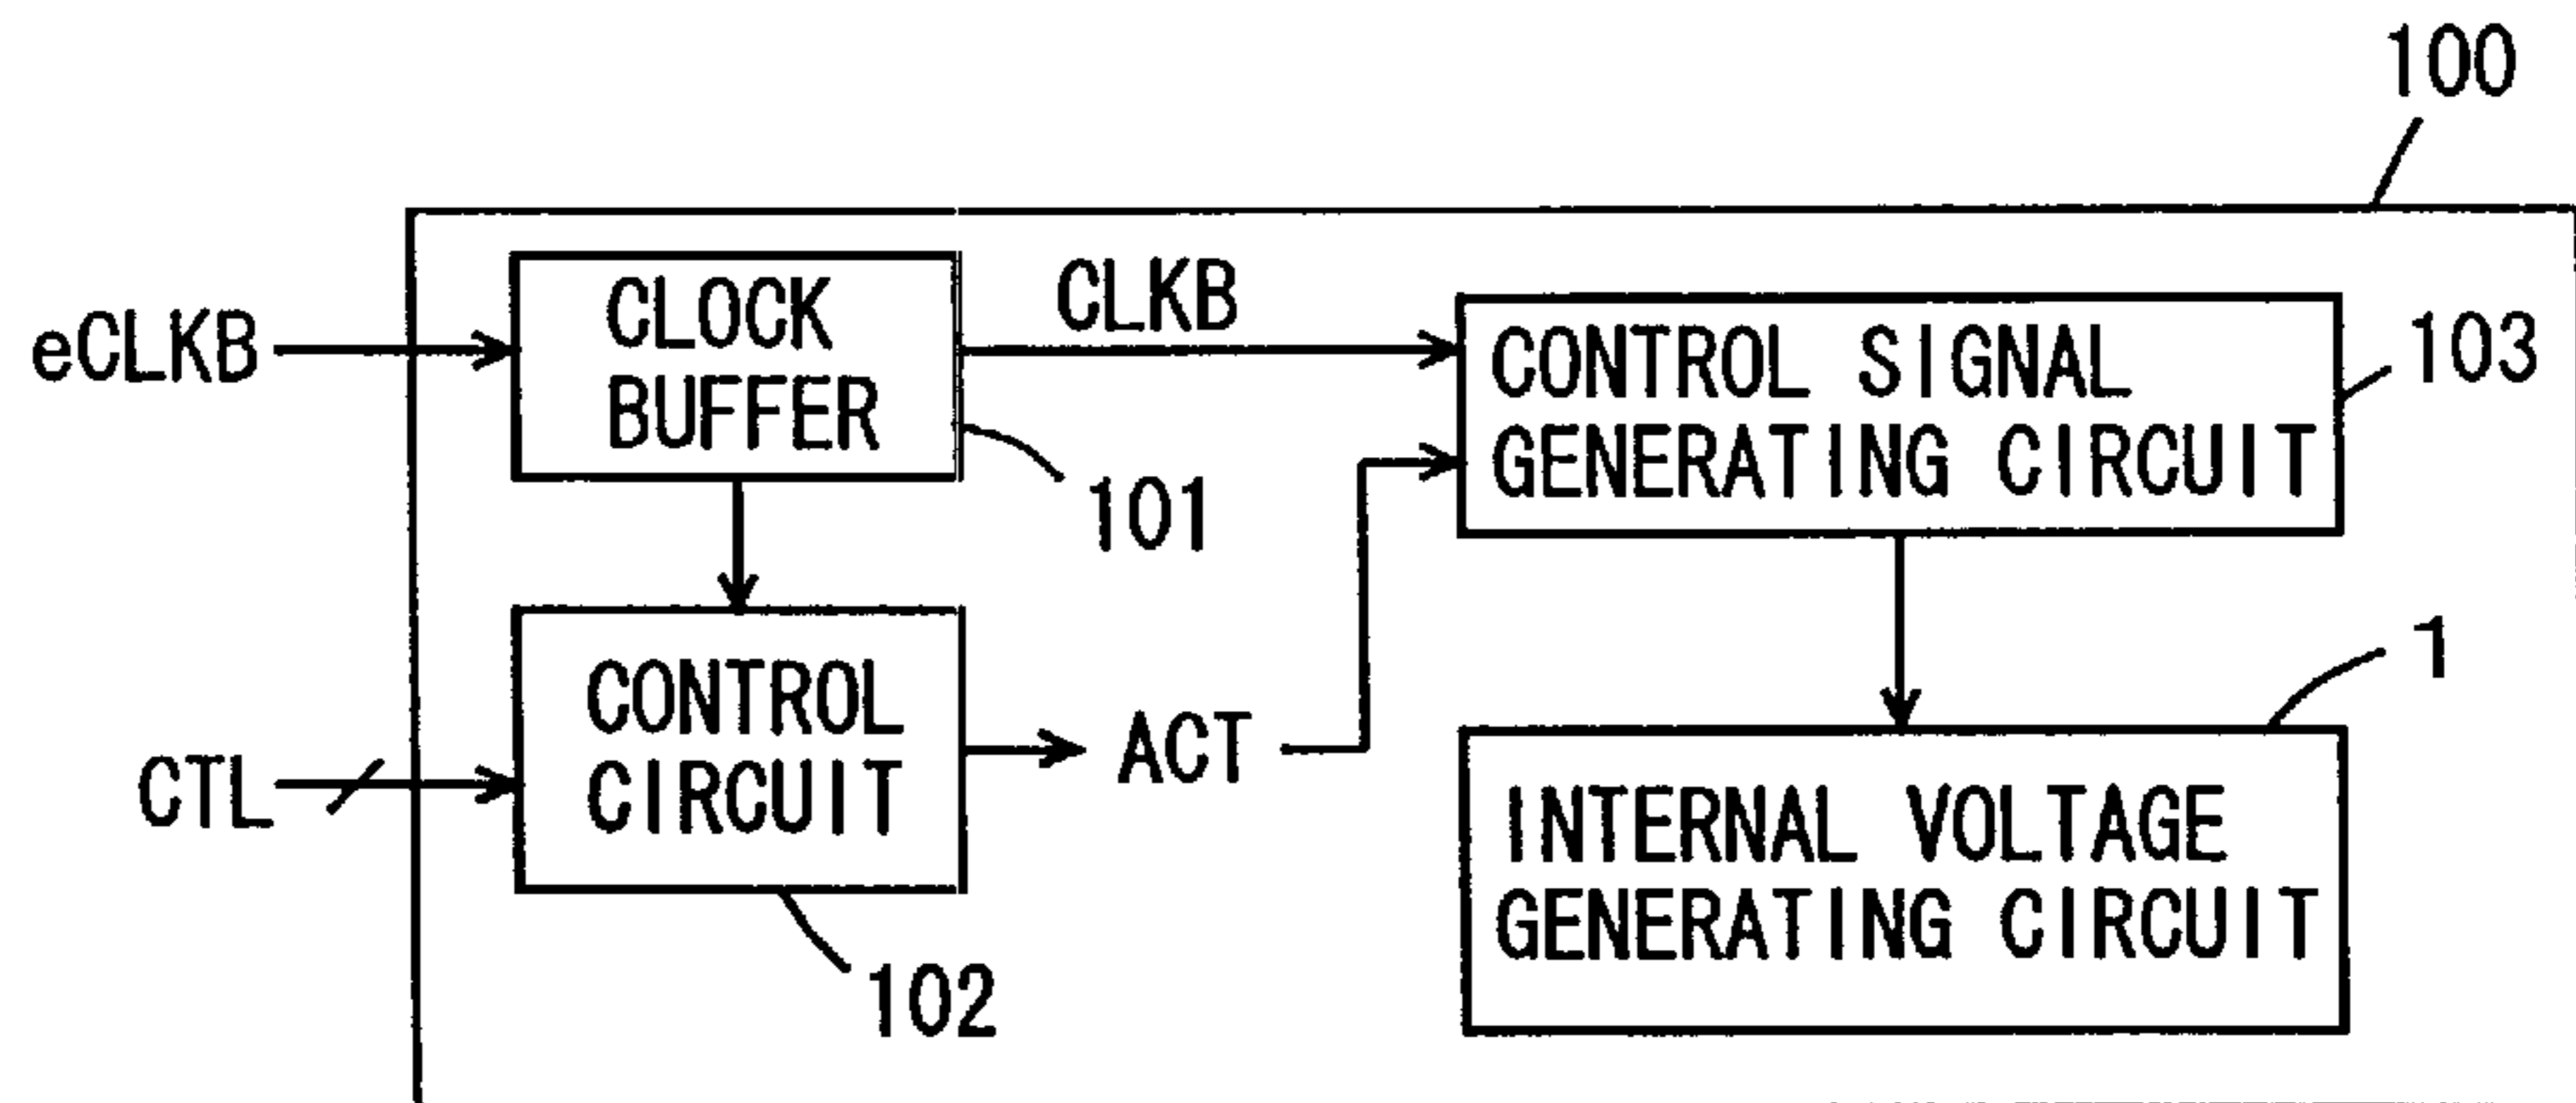 100
eCLKB
CLOCK
BUFFER
101
CLKB
CONTROL SIGNAL
GENERATING CIRCUIT
103
CTL
CONTROL
CIRCUIT
102
ACT
1
INTERNAL VOLTAGE
GENERATING CIRCUIT